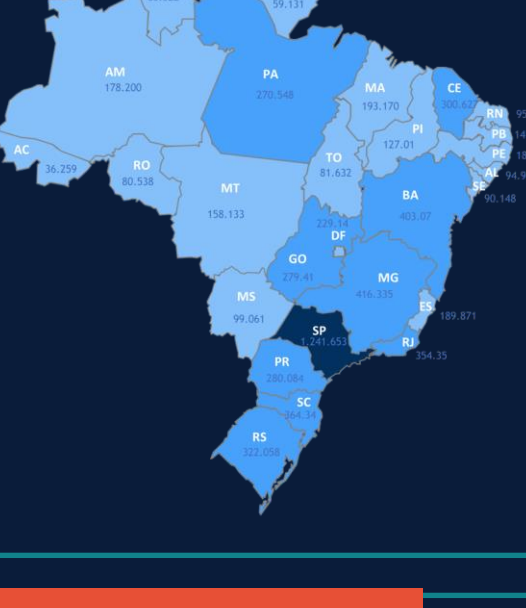 59.131
AM
178.200
PA
270.548
CE
300.627
MA
193.170
RN
PI
127.01
PB
PE
AC
36.259
RO
80.538
TO
81.632
AL
SE
90.148
MT
158.133
BA
403.07
229.14
DF
GO
279.41
MG
416.335
MS
99.061
ES
189.871
SP
1.241.653
RJ
354.35
PR
280.084
SC
364.34
RS
322.058